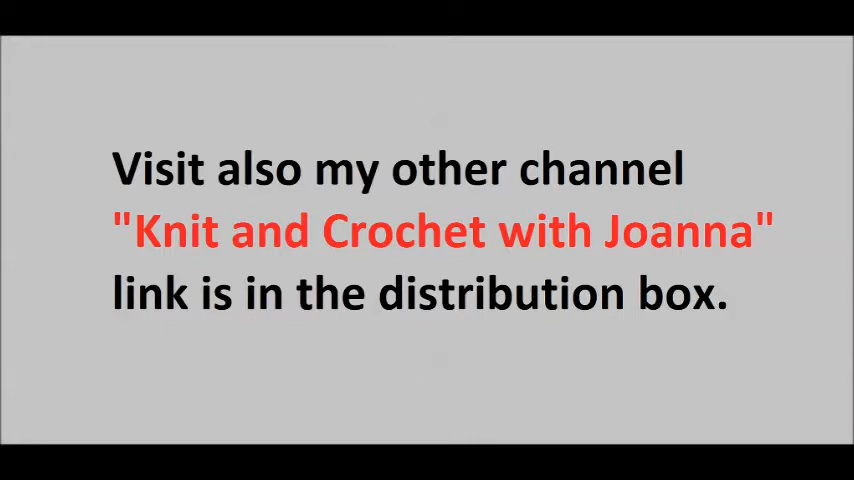 Visit also my other channel
"Knit and Crochet with Joanna"
link is in the distribution box.